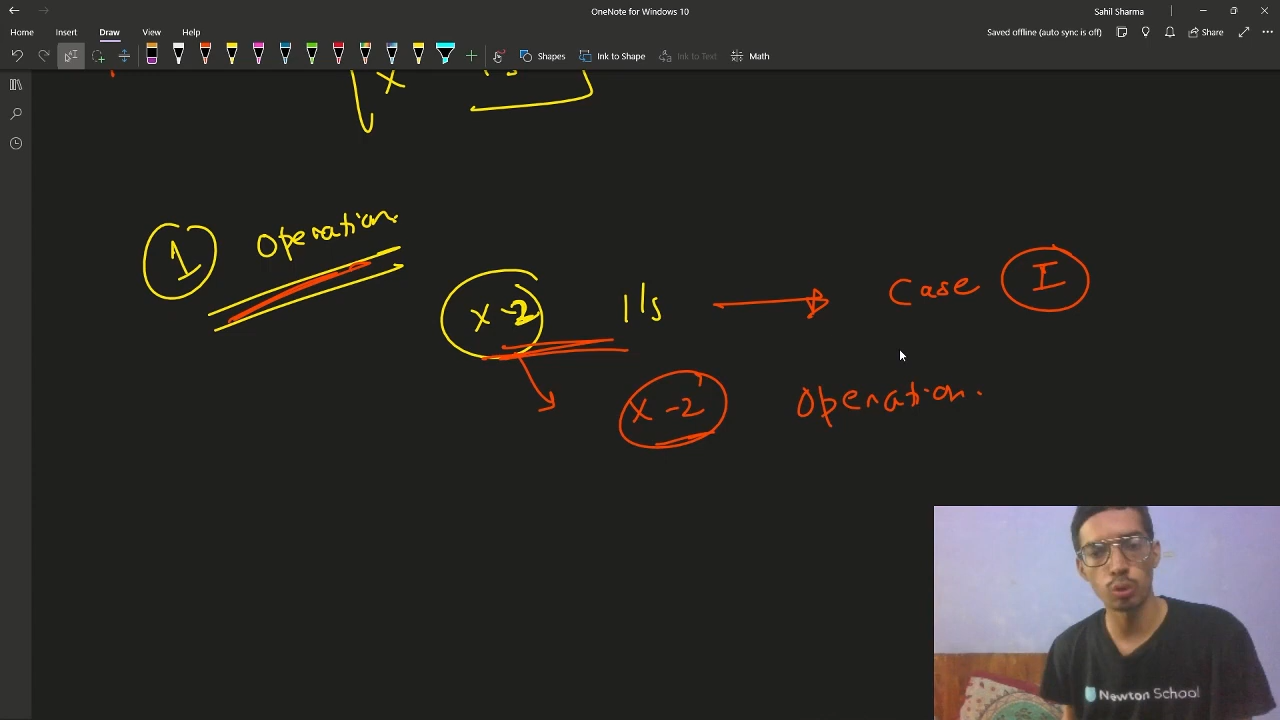 OneNote for Windows 10
Sahil Sharma
Home Insert Draw View Help
Saved offline (auto sync is off) Share
Shapes Ink to Shape Ink to Text Math
x
1 Operation.
x-2 1's Case I
x-2 Operation.
Newton School